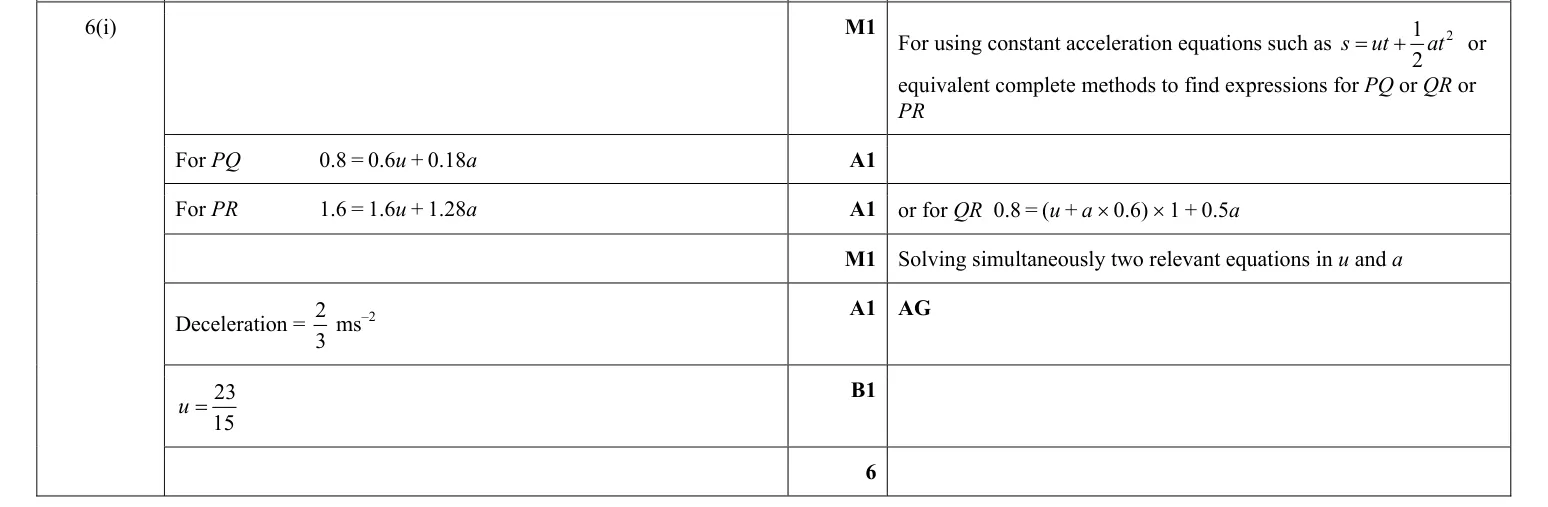 6(i)
M1
For using constant acceleration equations such as s = ut + 1/2 at² or
equivalent complete methods to find expressions for PQ or QR or
PR
For PQ 0.8 = 0.6u + 0.18a
A1
For PR 1.6 = 1.6u + 1.28a
A1
or for QR 0.8 = (u + a × 0.6) × 1 + 0.5a
M1
Solving simultaneously two relevant equations in u and a
Deceleration = 2/3 ms⁻²
A1
AG
u = 23/15
B1
6